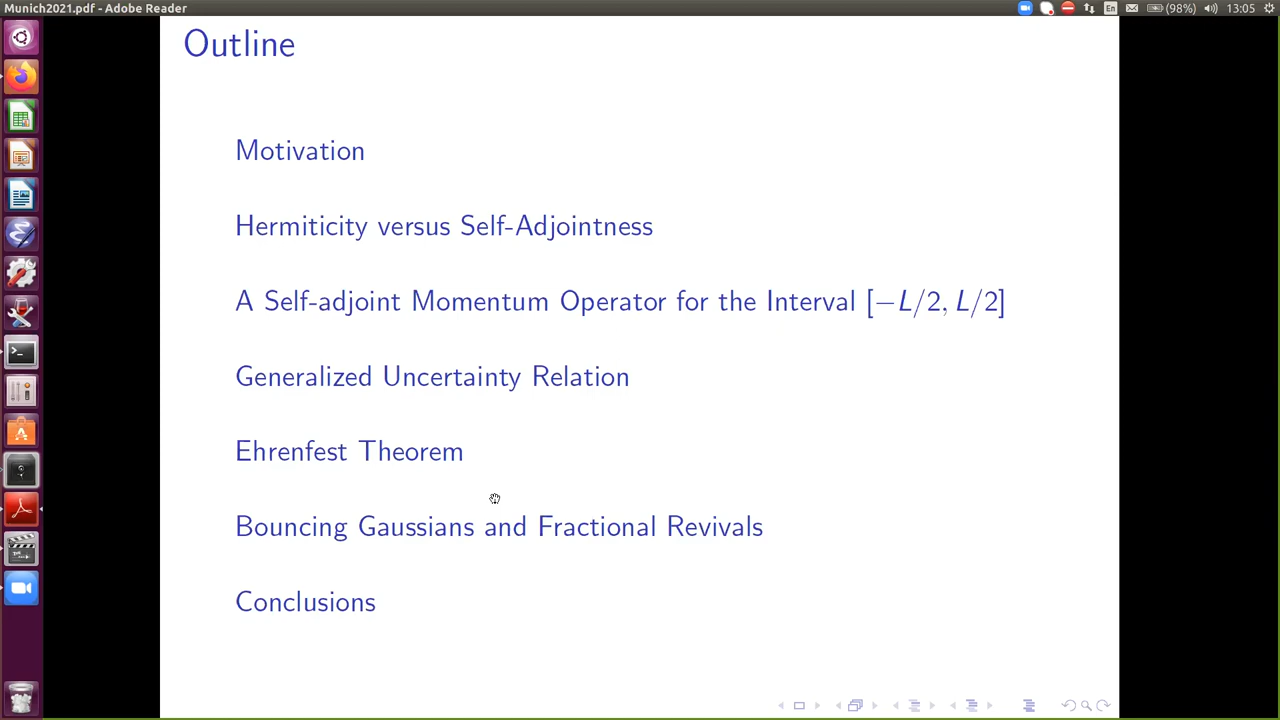 Munich2021.pdf - Adobe Reader
En (98%) 13:05
Outline
Motivation
Hermiticity versus Self-Adjointness
A Self-adjoint Momentum Operator for the Interval [−L/2, L/2]
Generalized Uncertainty Relation
Ehrenfest Theorem
Bouncing Gaussians and Fractional Revivals
Conclusions